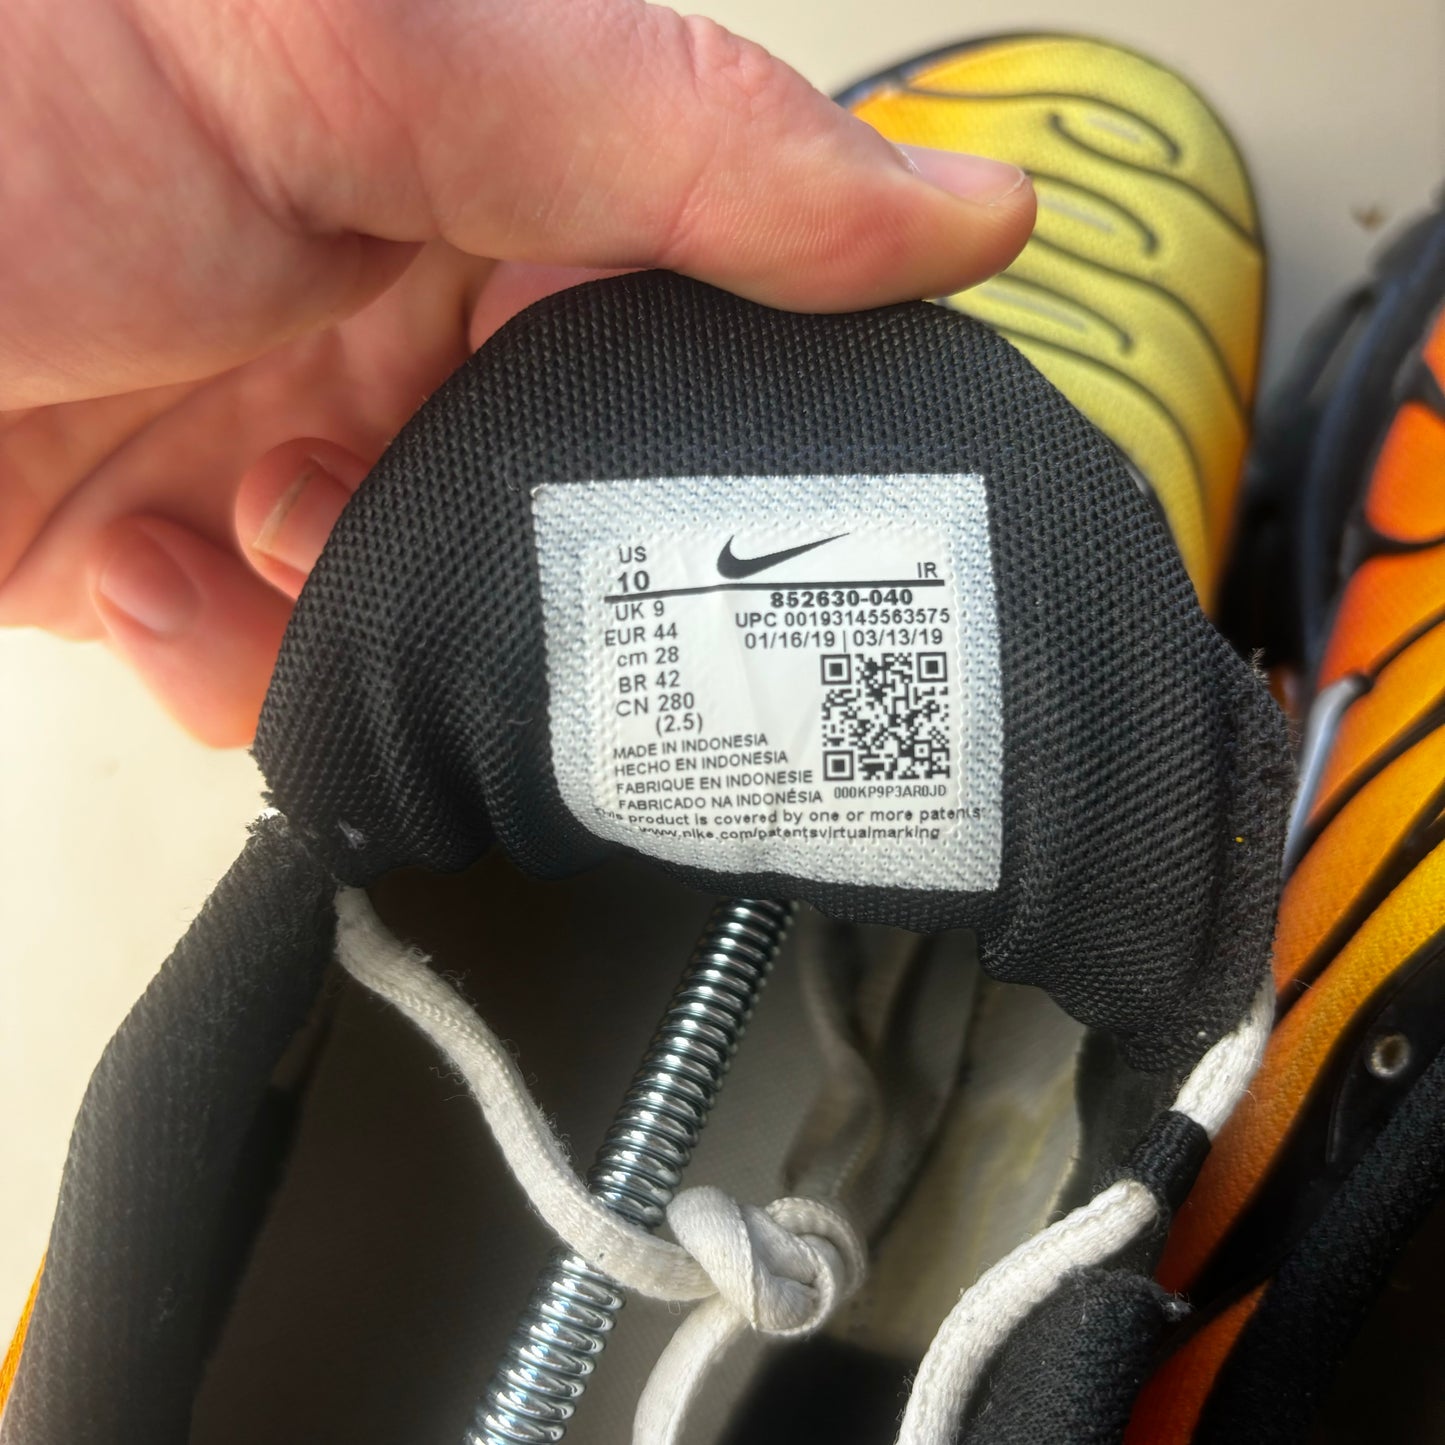 US
10
IR
UK 9
852630-040
EUR 44
UPC 00193145563575
cm 28
01/16/19 | 03/13/19
BR 42
CN 280
(2.5)
MADE IN INDONESIA
HECHO EN INDONESIA
FABRIQUE EN INDONESIE
FABRICADO NA INDONÉSIA
000KP9P3AR0JD
This product is covered by one or more patents.
www.nike.com/patentsvirtualmarking